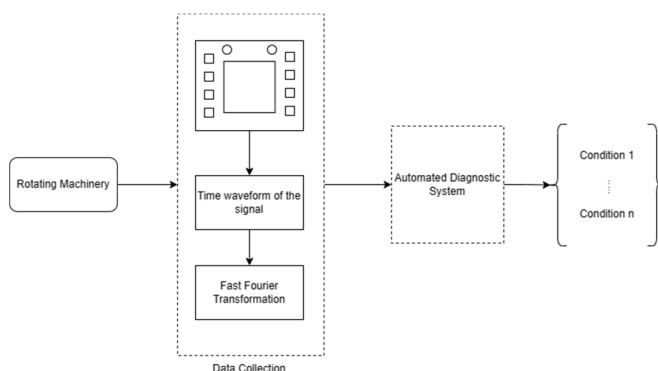 Rotating Machinery
Time waveform of the
signal
Fast Fourier
Transformation
Data Collection
Automated Diagnostic
System
Condition 1
Condition n